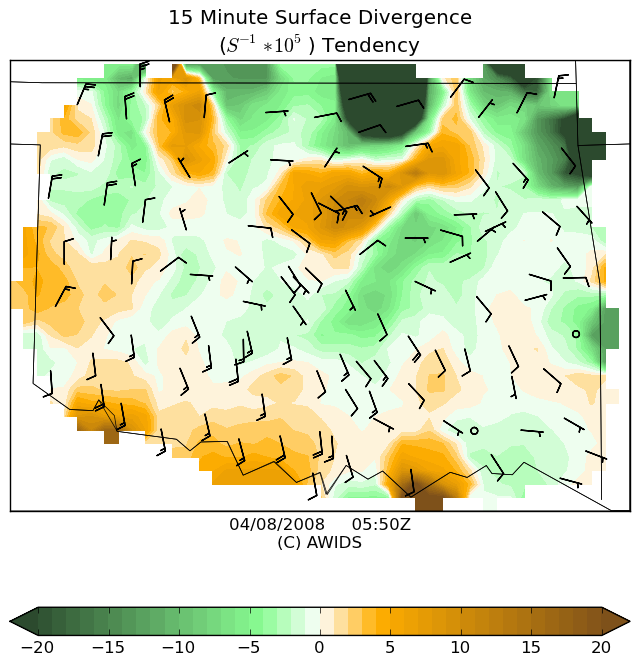 15 Minute Surface Divergence
(S⁻¹ *10⁵ ) Tendency
04/08/2008 05:50Z
(C) AWIDS
−20 −15 −10 −5 0 5 10 15 20